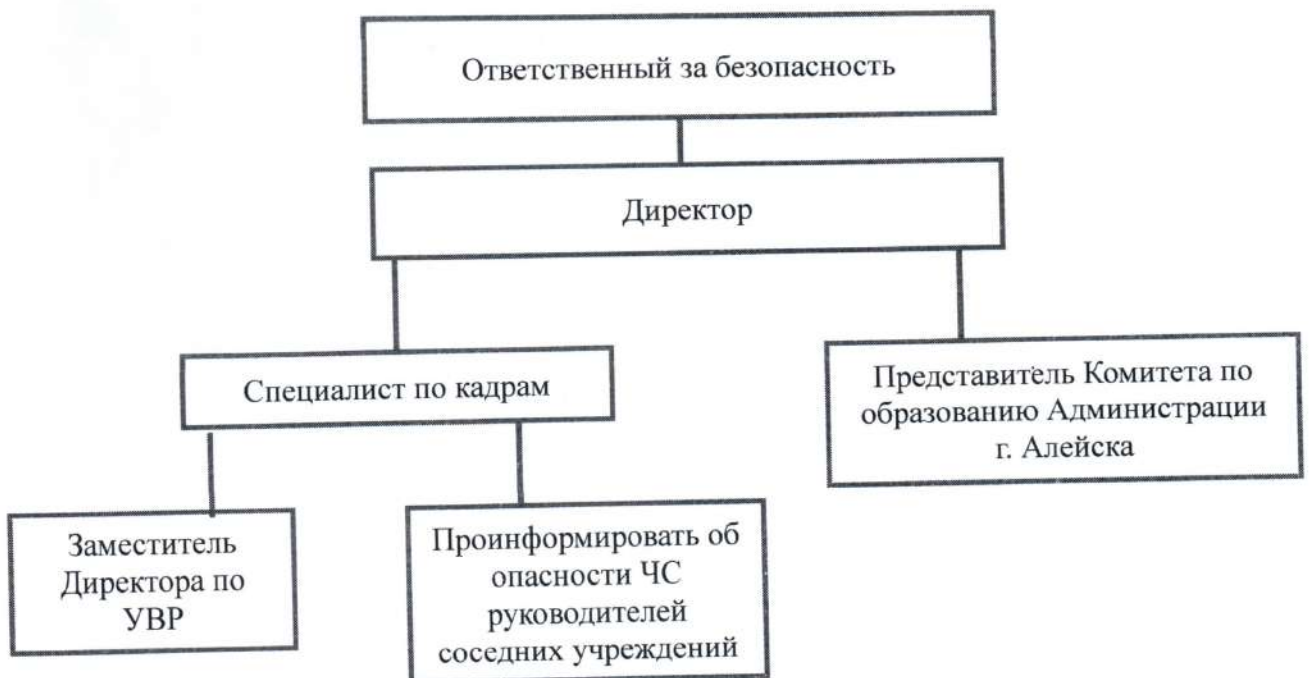 Ответственный за безопасность
Директор
Специалист по кадрам
Представитель Комитета по
образованию Администрации
г. Алейска
Заместитель
Директора по
УВР
Проинформировать об
опасности ЧС
руководителей
соседних учреждений